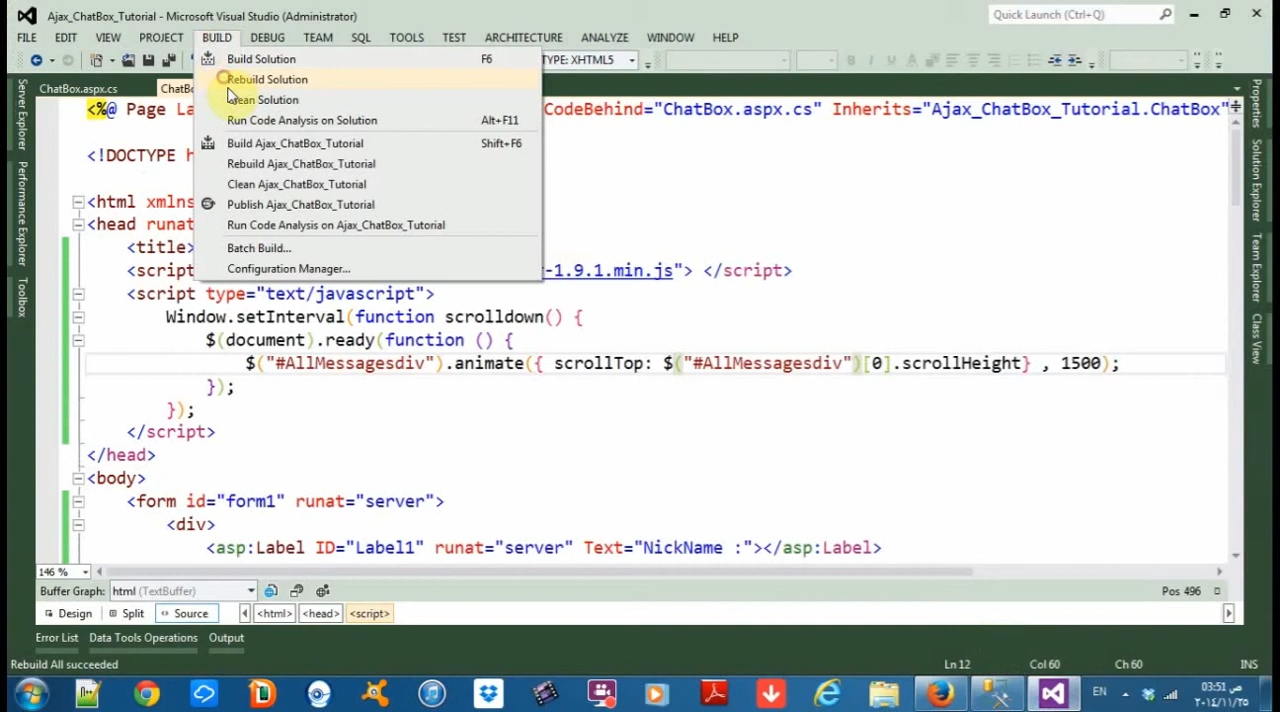 Ajax_ChatBox_Tutorial - Microsoft Visual Studio (Administrator)
Quick Launch (Ctrl+Q)
FILE EDIT VIEW PROJECT BUILD DEBUG TEAM SQL TOOLS TEST ARCHITECTURE ANALYZE WINDOW HELP
Build Solution F6
TYPE: XHTML5
Rebuild Solution
Clean Solution
Run Code Analysis on Solution Alt+F11
Build Ajax_ChatBox_Tutorial Shift+F6
Rebuild Ajax_ChatBox_Tutorial
Clean Ajax_ChatBox_Tutorial
Publish Ajax_ChatBox_Tutorial
Run Code Analysis on Ajax_ChatBox_Tutorial
Batch Build...
Configuration Manager...
ChatBox.aspx.cs ChatBo
Server Explorer
Performance Explorer
Toolbox
Properties
Solution Explorer
Team Explorer
Class View
<%@ Page La CodeBehind="ChatBox.aspx.cs" Inherits="Ajax_ChatBox_Tutorial.ChatBox"
<!DOCTYPE h
<html xmlns
<head runat
<title>
<script r-1.9.1.min.js"> </script>
<script type="text/javascript">
Window.setInterval(function scrolldown() {
$(document).ready(function () {
$("#AllMessagesdiv").animate({ scrollTop: $("#AllMessagesdiv")[0].scrollHeight} , 1500);
});
});
</script>
</head>
<body>
<form id="form1" runat="server">
<div>
<asp:Label ID="Label1" runat="server" Text="NickName :"></asp:Label>
146 %
Buffer Graph: html (TextBuffer) Pos 496
Design Split Source <html> <head> <script>
Error List Data Tools Operations Output
Rebuild All succeeded Ln 12 Col 60 Ch 60 INS
EN
03:51 ص
٢٠١٤/١١/٢٥